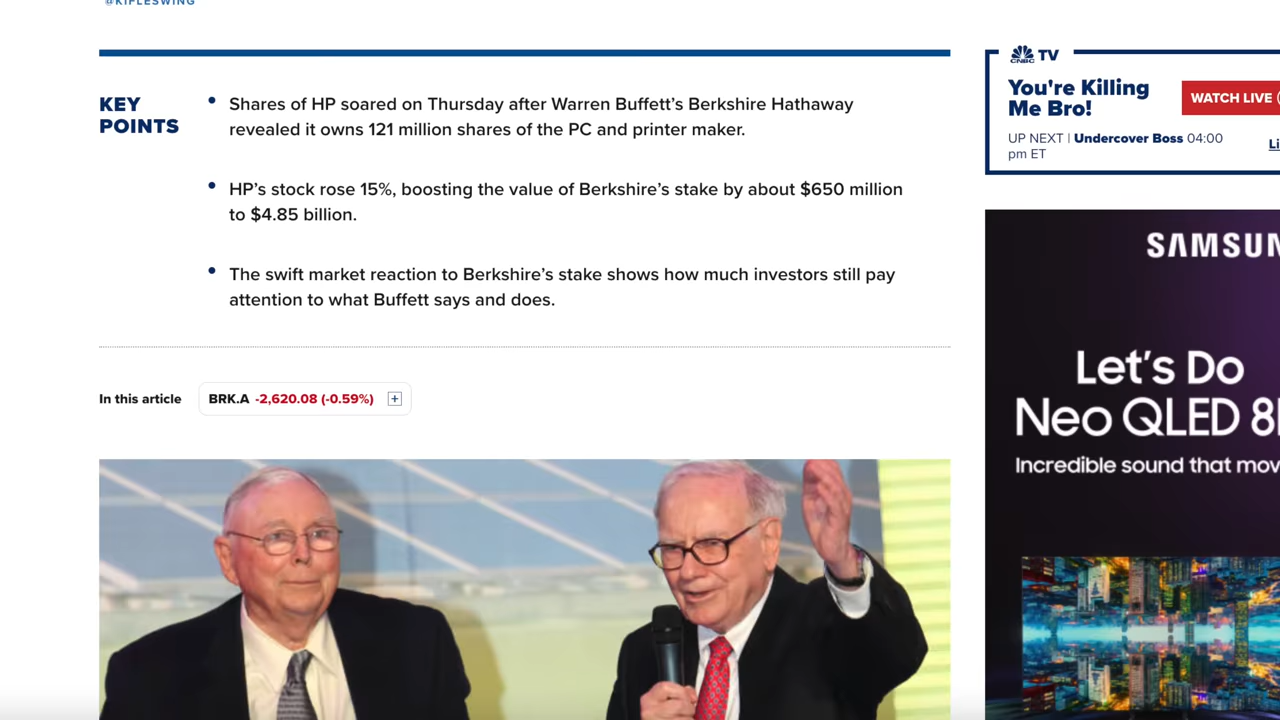 @KIFLESWING
KEY
POINTS
• Shares of HP soared on Thursday after Warren Buffett’s Berkshire Hathaway
revealed it owns 121 million shares of the PC and printer maker.
• HP’s stock rose 15%, boosting the value of Berkshire’s stake by about $650 million
to $4.85 billion.
• The swift market reaction to Berkshire’s stake shows how much investors still pay
attention to what Buffett says and does.
In this article
BRK.A -2,620.08 (-0.59%) +
CNBC TV
You're Killing
Me Bro!
WATCH LIVE
UP NEXT | Undercover Boss 04:00
pm ET
Li
SAMSUN
Let's Do
Neo QLED 8
Incredible sound that mov